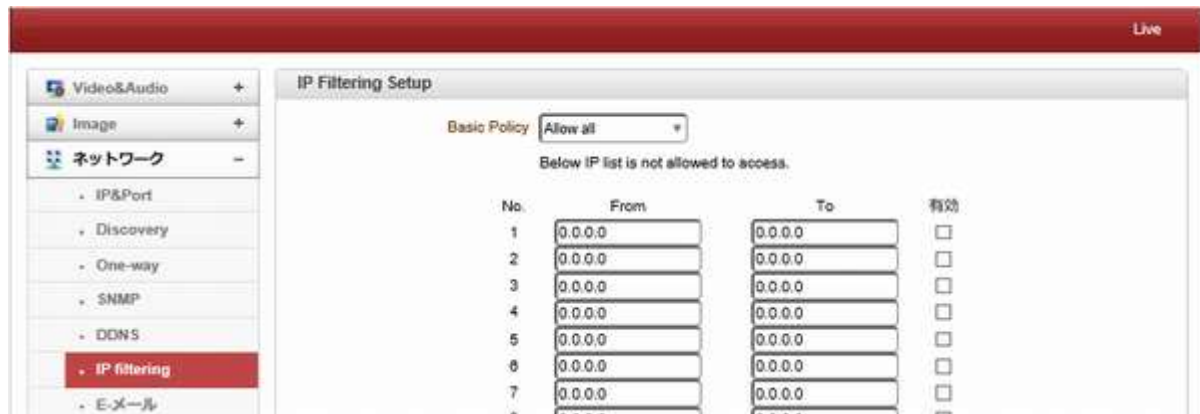 Live
Video&Audio +
Image +
ネットワーク -
IP&Port
Discovery
One-way
SNMP
DDNS
IP filtering
E-メール
IP Filtering Setup
Basic Policy Allow all
Below IP list is not allowed to access.
No. From To 有効
1 0.0.0.0 0.0.0.0
2 0.0.0.0 0.0.0.0
3 0.0.0.0 0.0.0.0
4 0.0.0.0 0.0.0.0
5 0.0.0.0 0.0.0.0
6 0.0.0.0 0.0.0.0
7 0.0.0.0 0.0.0.0